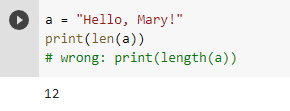 a = "Hello, Mary!"
print(len(a))
# wrong: print(length(a))
12